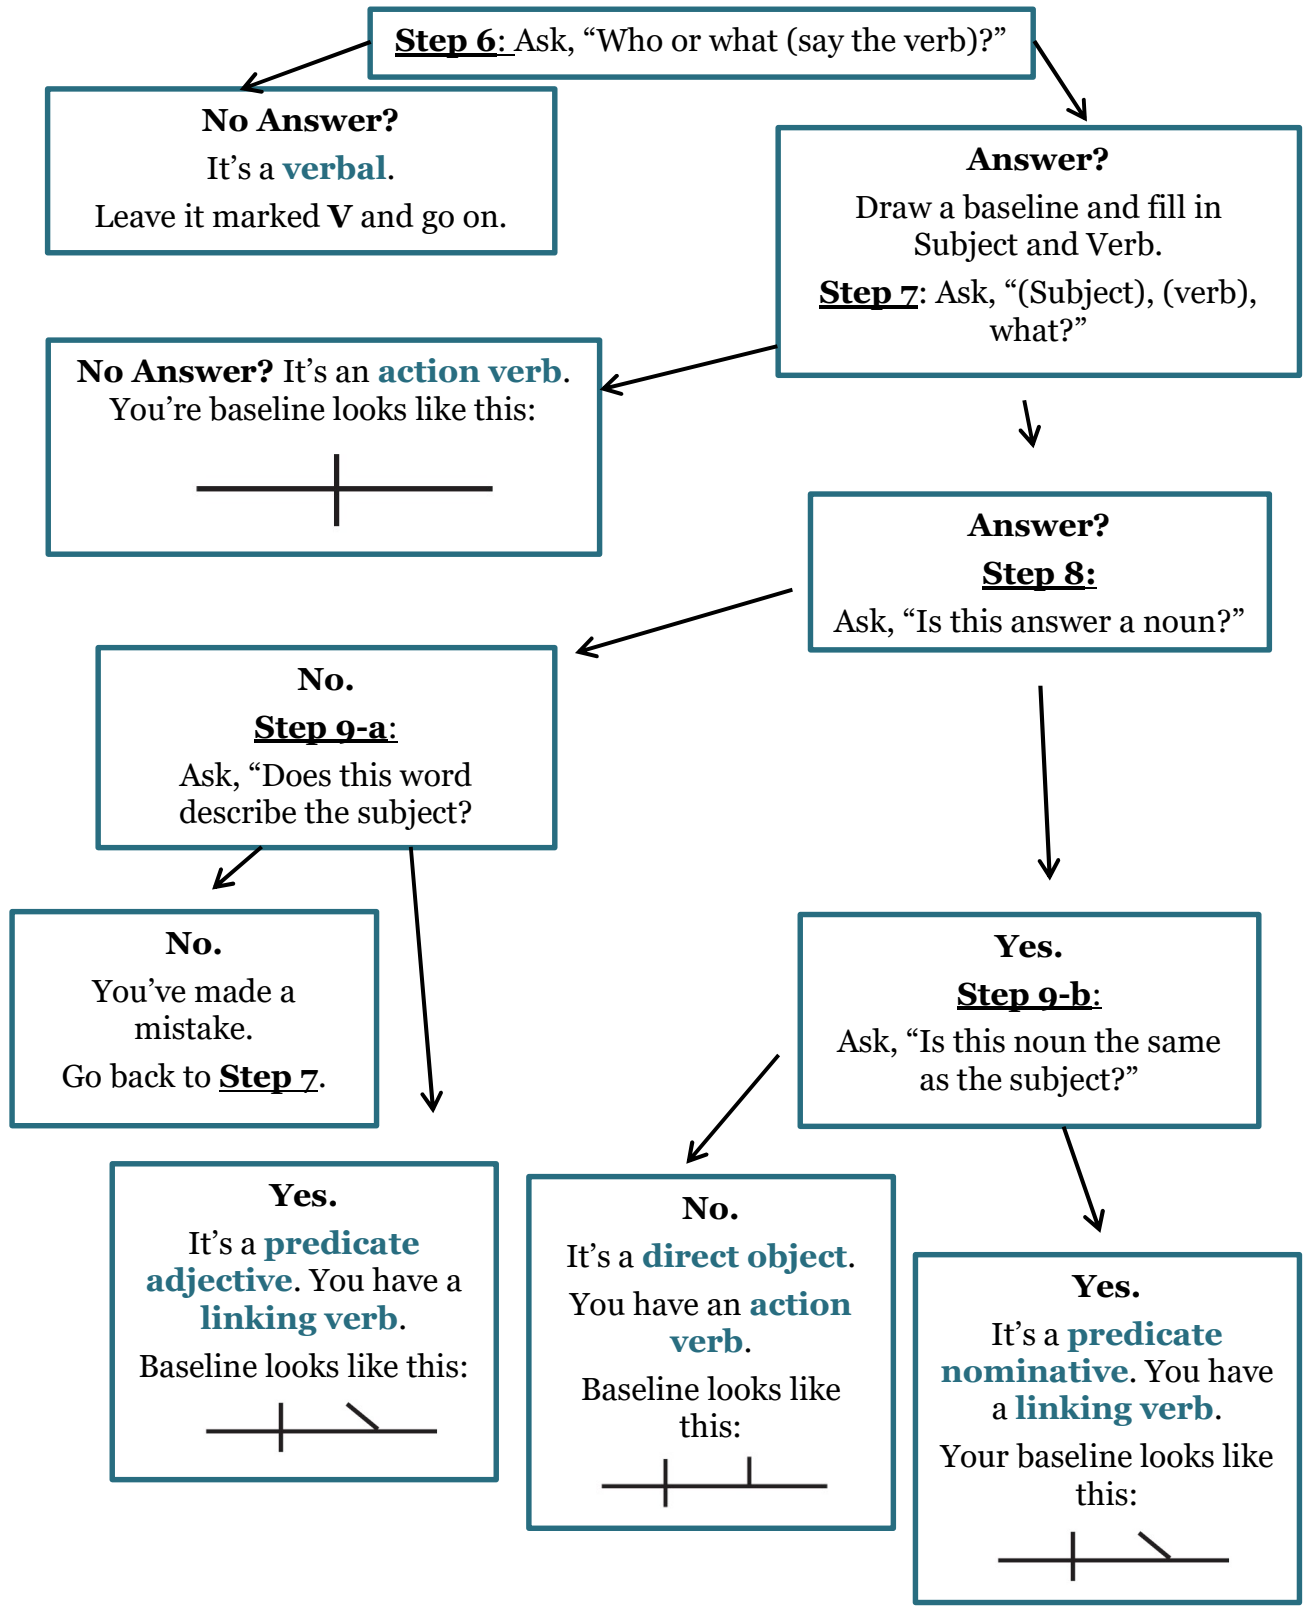 Step 6: Ask, “Who or what (say the verb)?”
No Answer?
It’s a verbal.
Leave it marked V and go on.
Answer?
Draw a baseline and fill in
Subject and Verb.
Step 7: Ask, “(Subject), (verb),
what?”
No Answer? It’s an action verb.
You’re baseline looks like this:
Answer?
Step 8:
Ask, “Is this answer a noun?”
No.
Step 9-a:
Ask, “Does this word
describe the subject?
No.
You’ve made a
mistake.
Go back to Step 7.
Yes.
Step 9-b:
Ask, “Is this noun the same
as the subject?”
Yes.
It’s a predicate
adjective. You have a
linking verb.
Baseline looks like this:
No.
It’s a direct object.
You have an action
verb.
Baseline looks like
this:
Yes.
It’s a predicate
nominative. You have
a linking verb.
Your baseline looks like
this: